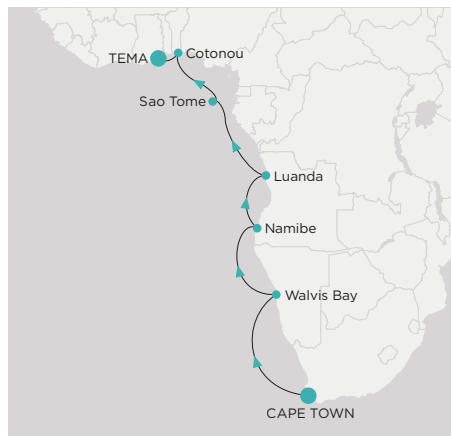 TEMA
Cotonou
Sao Tome
Luanda
Namibe
Walvis Bay
CAPE TOWN